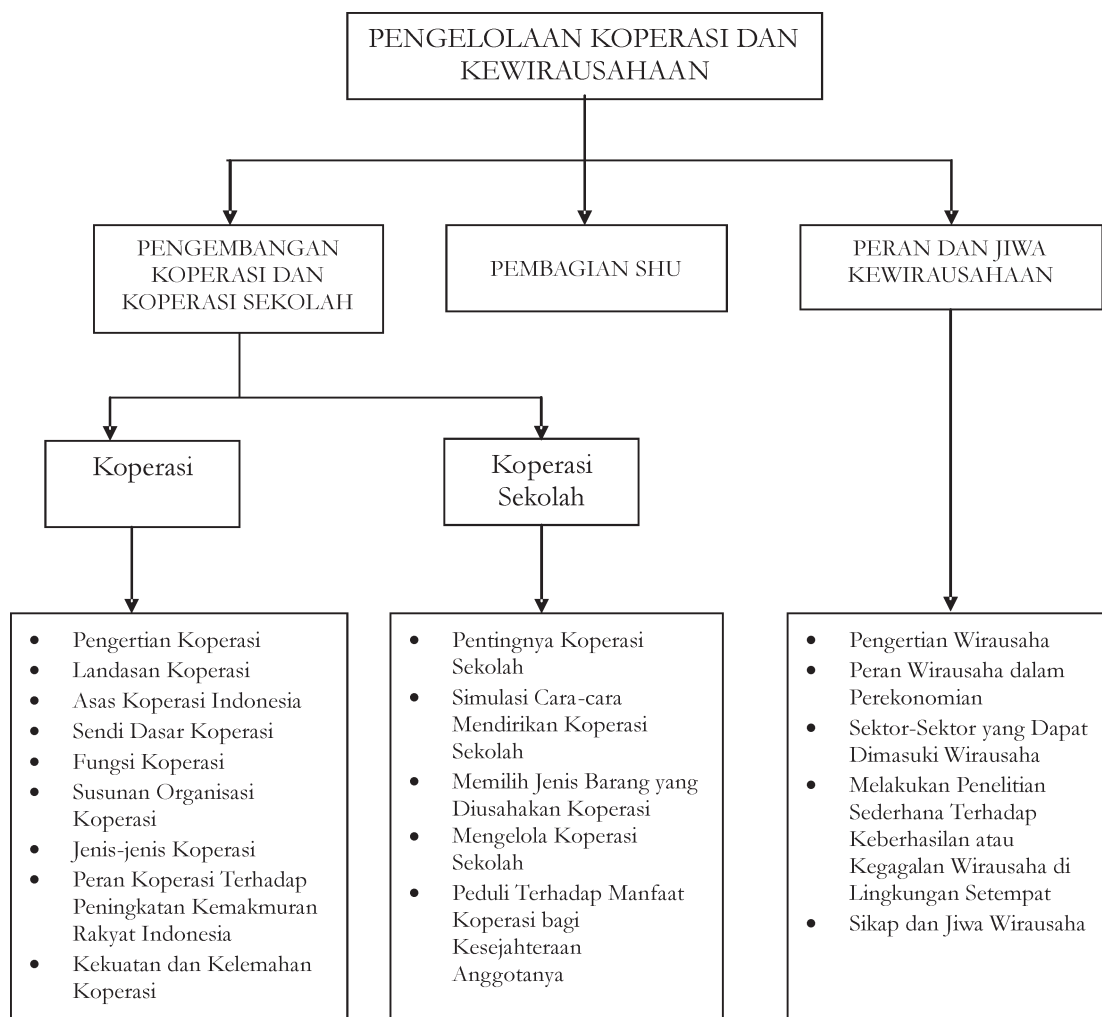 PENGELOLAAN KOPERASI DAN
KEWIRAUSAHAAN
PENGEMBANGAN
KOPERASI DAN
KOPERASI SEKOLAH
PEMBAGIAN SHU
PERAN DAN JIWA
KEWIRAUSAHAAN
Koperasi
Koperasi
Sekolah
• Pengertian Koperasi
• Landasan Koperasi
• Asas Koperasi Indonesia
• Sendi Dasar Koperasi
• Fungsi Koperasi
• Susunan Organisasi
Koperasi
• Jenis-jenis Koperasi
• Peran Koperasi Terhadap
Peningkatan Kemakmuran
Rakyat Indonesia
• Kekuatan dan Kelemahan
Koperasi
• Pentingnya Koperasi
Sekolah
• Simulasi Cara-cara
Mendirikan Koperasi
Sekolah
• Memilih Jenis Barang yang
Diusahakan Koperasi
• Mengelola Koperasi
Sekolah
• Peduli Terhadap Manfaat
Koperasi bagi
Kesejahteraan
Anggotanya
• Pengertian Wirausaha
• Peran Wirausaha dalam
Perekonomian
• Sektor-Sektor yang Dapat
Dimasuki Wirausaha
• Melakukan Penelitian
Sederhana Terhadap
Keberhasilan atau
Kegagalan Wirausaha di
Lingkungan Setempat
• Sikap dan Jiwa Wirausaha